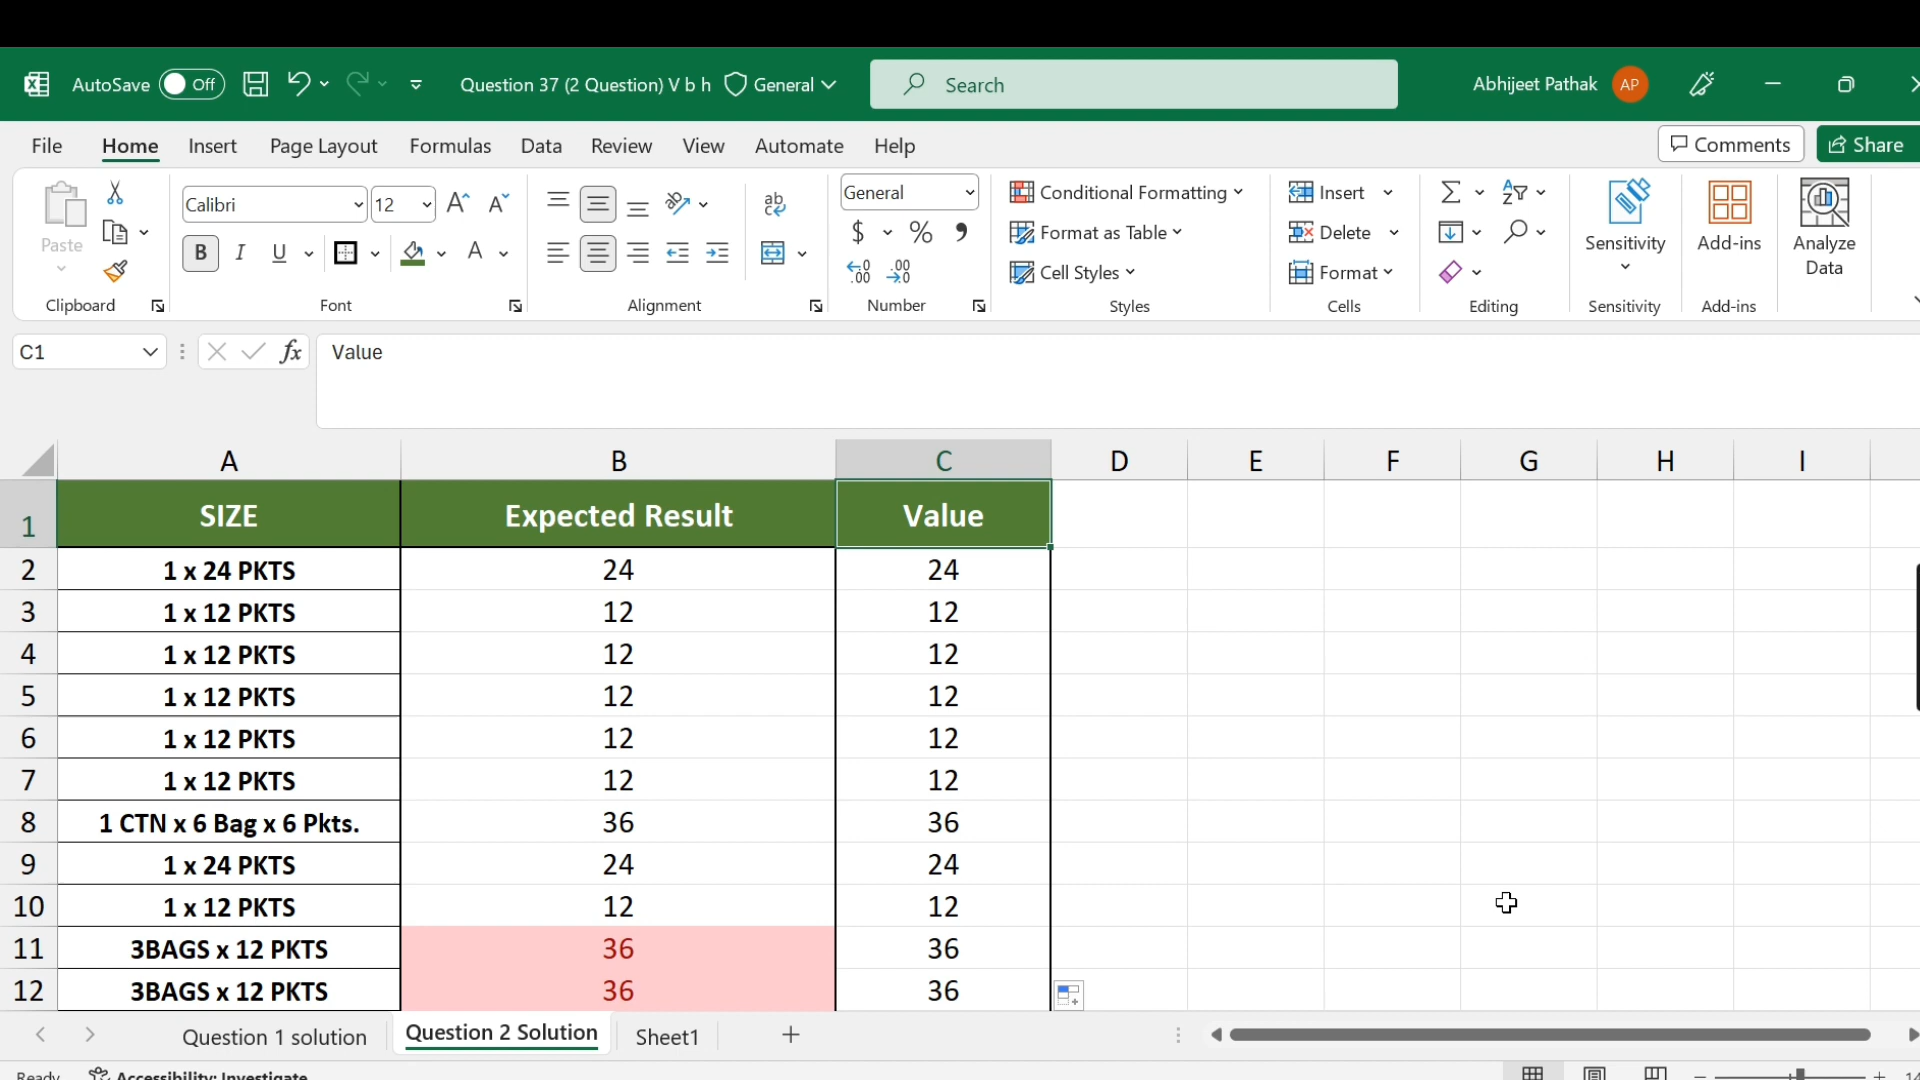 AutoSave Off Question 37 (2 Question) V b h General Search Abhijeet Pathak AP
File Home Insert Page Layout Formulas Data Review View Automate Help Comments Share
Paste Calibri 12 General Conditional Formatting Insert Sensitivity Add-ins Analyze Data
B I U A ab c $ % , Format as Table Delete
.00 .0 Cell Styles Format
Clipboard Font Alignment Number Styles Cells Editing Sensitivity Add-ins
C1 fx Value
A B C D E F G H I
1 SIZE Expected Result Value
2 1 x 24 PKTS 24 24
3 1 x 12 PKTS 12 12
4 1 x 12 PKTS 12 12
5 1 x 12 PKTS 12 12
6 1 x 12 PKTS 12 12
7 1 x 12 PKTS 12 12
8 1 CTN x 6 Bag x 6 Pkts. 36 36
9 1 x 24 PKTS 24 24
10 1 x 12 PKTS 12 12
11 3BAGS x 12 PKTS 36 36
12 3BAGS x 12 PKTS 36 36
Question 1 solution Question 2 Solution Sheet1
Ready Accessibility: Investigate